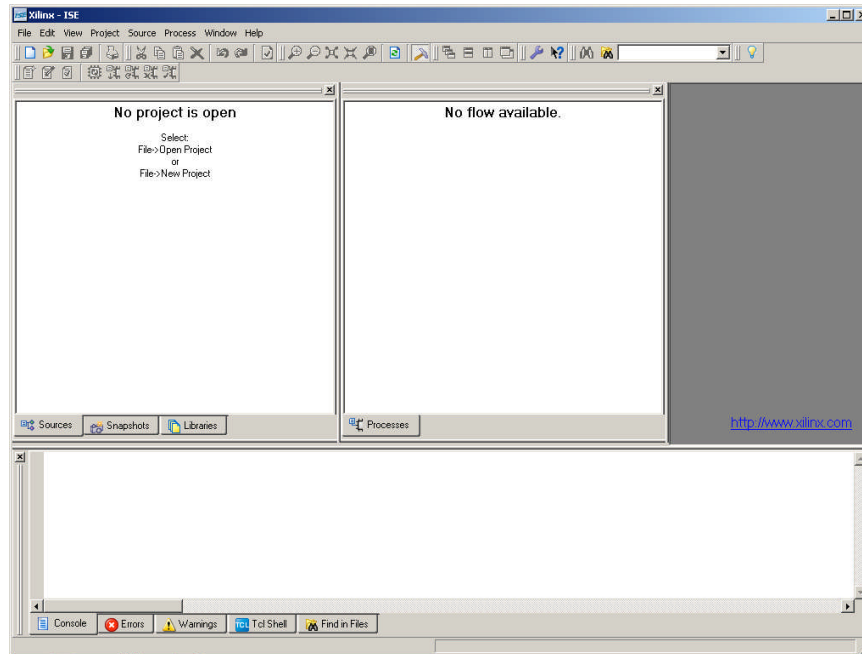 Xilinx - ISE
File Edit View Project Source Process Window Help
No project is open
Select:
File->Open Project
or
File->New Project
No flow available.
Sources Snapshots Libraries
Processes
http://www.xilinx.com
Console Errors Warnings TCL Tcl Shell Find in Files